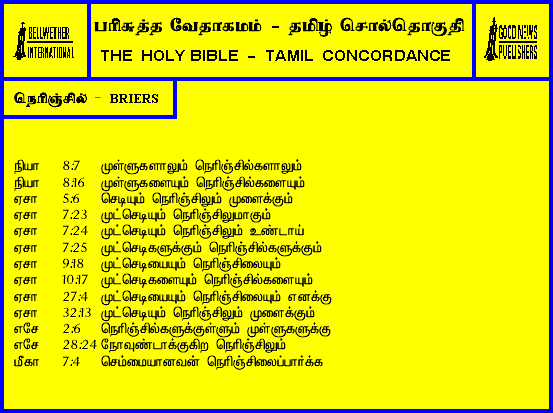 BELLWETHER
INTERNATIONAL
பரிசுத்த வேதாகமம் - தமிழ் சொல்தொகுதி
THE HOLY BIBLE - TAMIL CONCORDANCE
GOOD NEWS
PUBLISHERS
நெரிஞ்சில் - BRIERS
நியா 8:7 முள்ளுகளாலும் நெரிஞ்சில்களாலும்
நியா 8:16 முள்ளுகளையும் நெரிஞ்சில்களையும்
ஏசா 5:6 செடியும் நெரிஞ்சிலும் முளைக்கும்
ஏசா 7:23 முட்செடியும் நெரிஞ்சிலுமாகும்
ஏசா 7:24 முட்செடியும் நெரிஞ்சிலும் உண்டாய்
ஏசா 7:25 முட்செடிகளுக்கும் நெரிஞ்சில்களுக்கும்
ஏசா 9:18 முட்செடியையும் நெரிஞ்சிலையும்
ஏசா 10:17 முட்செடிகளையும் நெரிஞ்சில்களையும்
ஏசா 27:4 முட்செடியையும் நெரிஞ்சிலையும் எனக்கு
ஏசா 32:13 முட்செடியும் நெரிஞ்சிலும் முளைக்கும்
எசே 2:6 நெரிஞ்சில்களுக்குள்ளும் முள்ளுகளுக்கு
எசே 28:24 நோவுண்டாக்குகிற நெரிஞ்சிலும்
மீகா 7:4 செம்மையானவன் நெரிஞ்சிலைப்பார்க்க